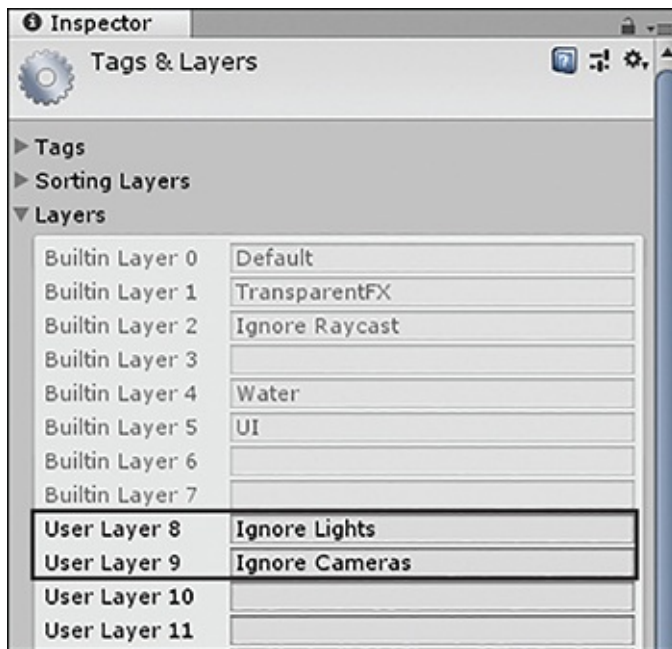 Inspector
Tags & Layers
Tags
Sorting Layers
Layers
Builtin Layer 0 Default
Builtin Layer 1 TransparentFX
Builtin Layer 2 Ignore Raycast
Builtin Layer 3
Builtin Layer 4 Water
Builtin Layer 5 UI
Builtin Layer 6
Builtin Layer 7
User Layer 8 Ignore Lights
User Layer 9 Ignore Cameras
User Layer 10
User Layer 11